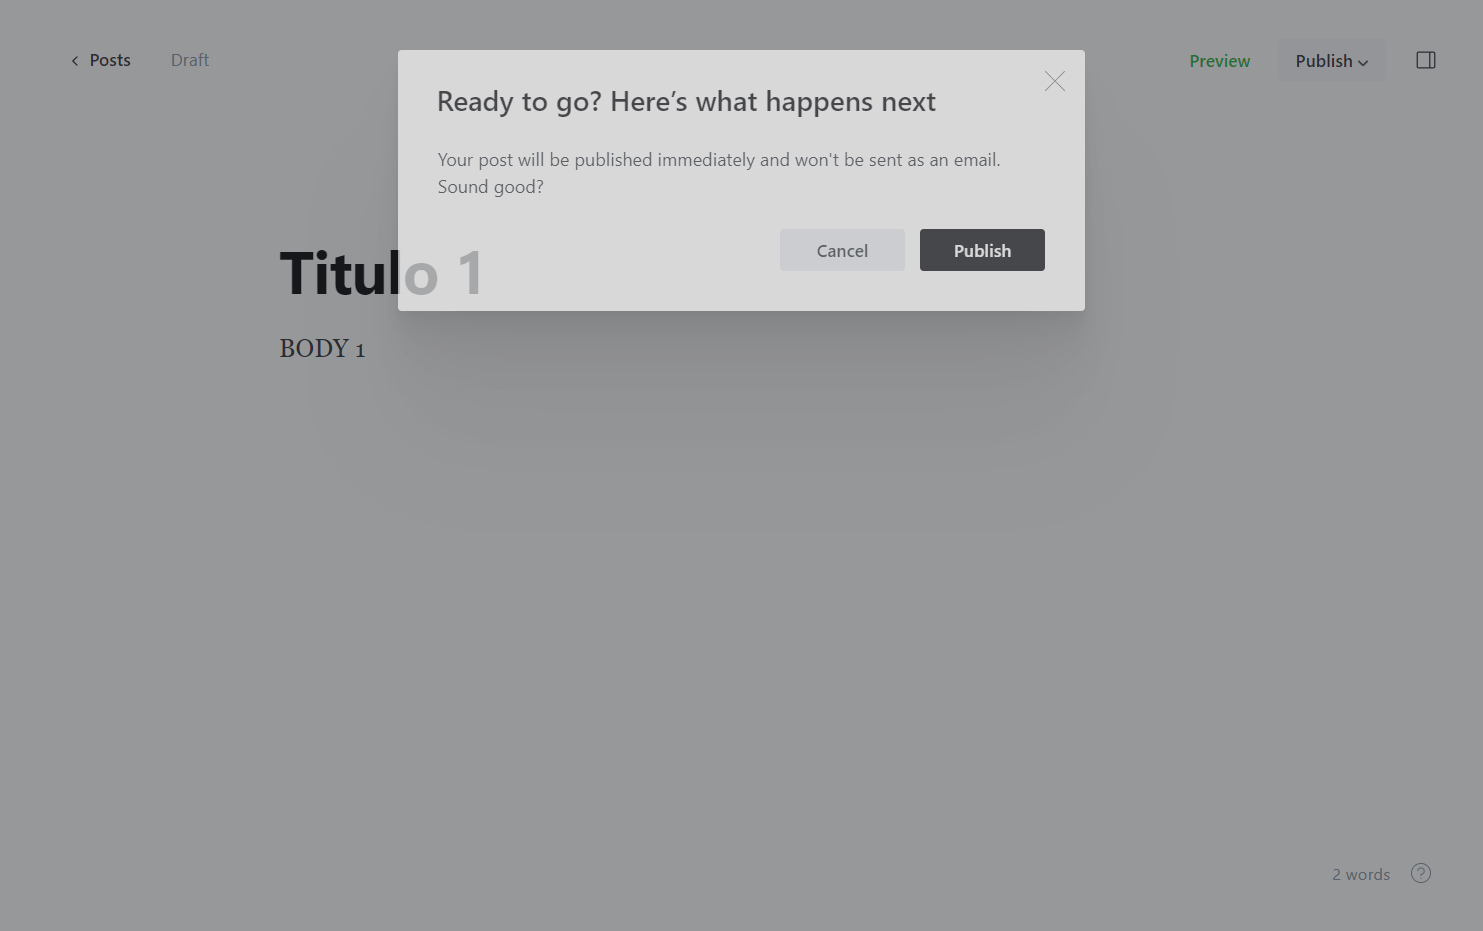 Posts
Draft
Preview
Publish
Ready to go? Here’s what happens next
Your post will be published immediately and won't be sent as an email.
Sound good?
Cancel
Publish
Titulo 1
BODY 1
2 words
?